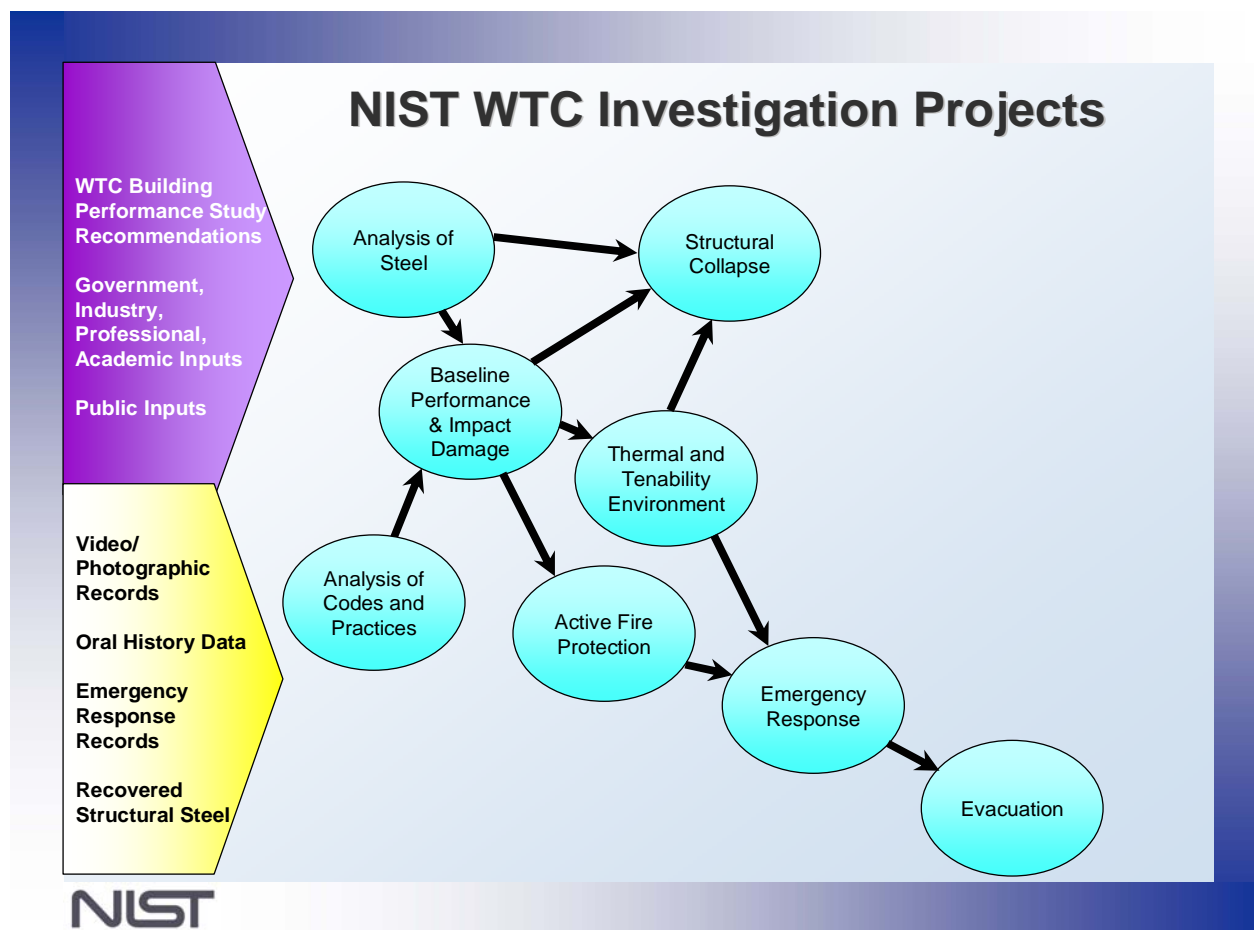 NIST WTC Investigation Projects
WTC Building
Performance Study
Recommendations
Government,
Industry,
Professional,
Academic Inputs
Public Inputs
Video/
Photographic
Records
Oral History Data
Emergency
Response
Records
Recovered
Structural Steel
Analysis of
Steel
Structural
Collapse
Baseline
Performance
& Impact
Damage
Thermal and
Tenability
Environment
Analysis of
Codes and
Practices
Active Fire
Protection
Emergency
Response
Evacuation
NIST